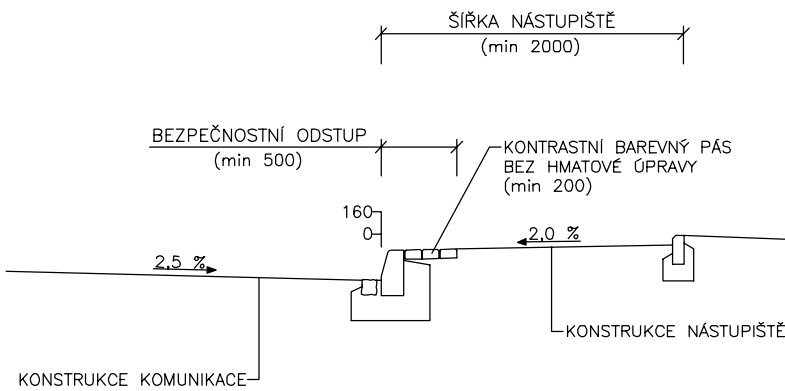 ŠÍŘKA NÁSTUPIŠTĚ
(min 2000)
BEZPEČNOSTNÍ ODSTUP
(min 500)
KONTRASTNÍ BAREVNÝ PÁS
BEZ HMATOVÉ ÚPRAVY
(min 200)
160
0
2,0 %
2,5 %
KONSTRUKCE NÁSTUPIŠTĚ
KONSTRUKCE KOMUNIKACE